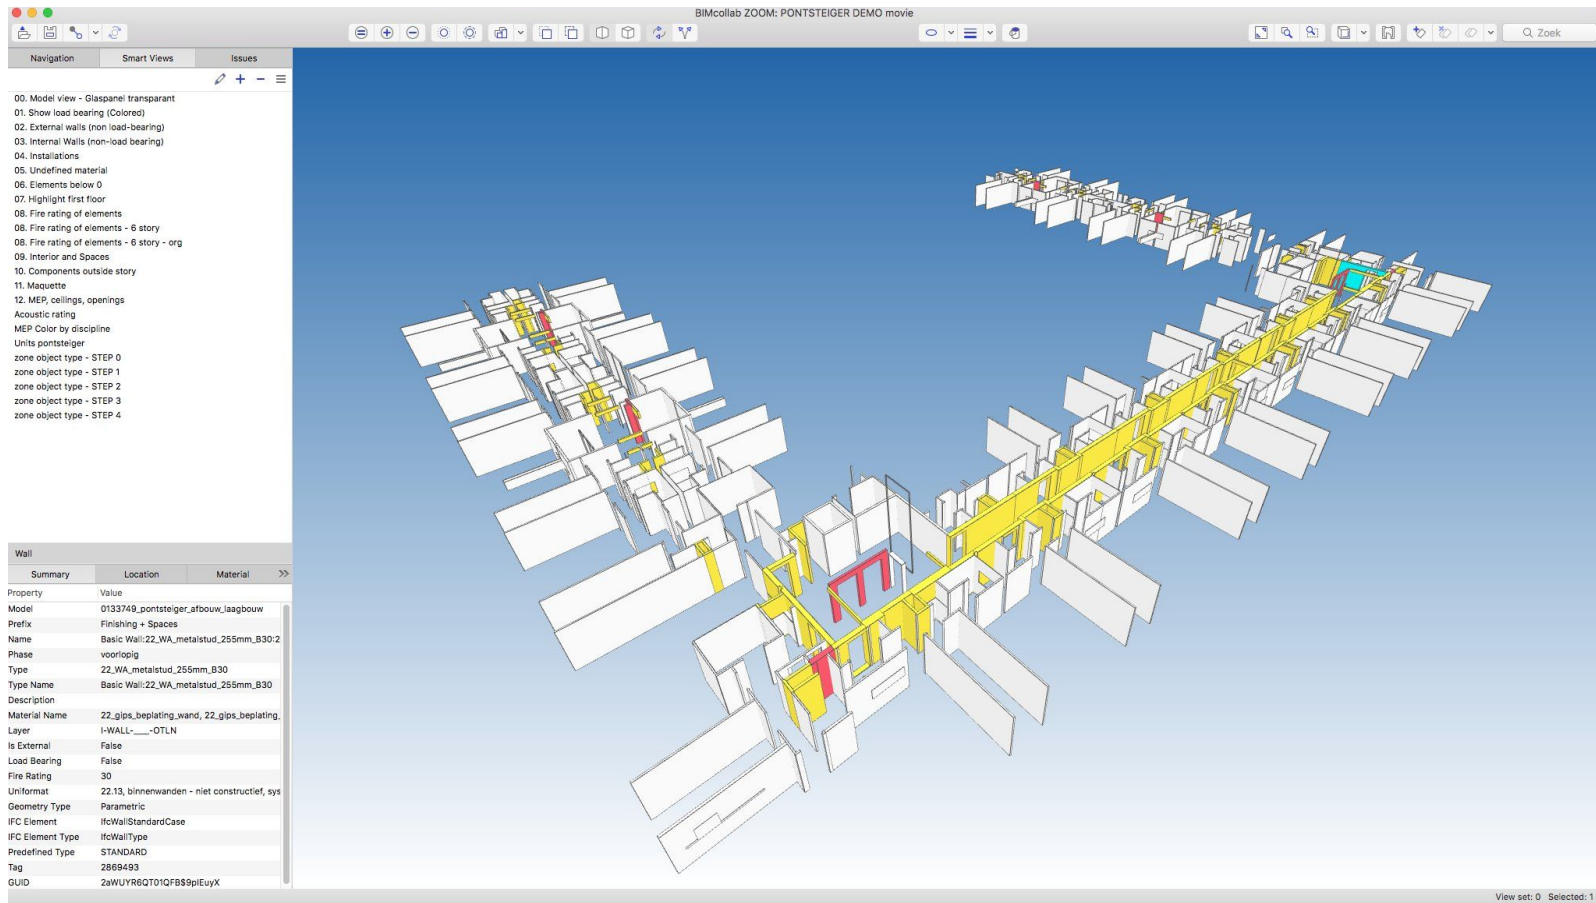 BIMcollab ZOOM: PONTSTEIGER DEMO movie
Zoek
Navigation Smart Views Issues
00. Model view - Glaspanel transparant
01. Show load bearing (Colored)
02. External walls (non load-bearing)
03. Internal Walls (non-load bearing)
04. Installations
05. Undefined material
06. Elements below 0
07. Highlight first floor
08. Fire rating of elements
08. Fire rating of elements - 6 story
08. Fire rating of elements - 6 story - org
09. Interior and Spaces
10. Components outside story
11. Maquette
12. MEP, ceilings, openings
Acoustic rating
MEP Color by discipline
Units pontsteiger
zone object type - STEP 0
zone object type - STEP 1
zone object type - STEP 2
zone object type - STEP 3
zone object type - STEP 4
Wall
Summary Location Material
Property Value
Model 0133749_pontsteiger_afbouw_laagbouw
Prefix Finishing + Spaces
Name Basic Wall:22_WA_metalstud_255mm_B30:2
Phase voorlopig
Type 22_WA_metalstud_255mm_B30
Type Name Basic Wall:22_WA_metalstud_255mm_B30
Description
Material Name 22_gips_beplating_wand, 22_gips_beplating_
Layer I-WALL-___-OTLN
Is External False
Load Bearing False
Fire Rating 30
Uniformat 22.13, binnenwanden - niet constructief, sys
Geometry Type Parametric
IFC Element IfcWallStandardCase
IFC Element Type IfcWallType
Predefined Type STANDARD
Tag 2869493
GUID 2aWUYR6QT01QFB$9pIEuyX
View set: 0 Selected: 1